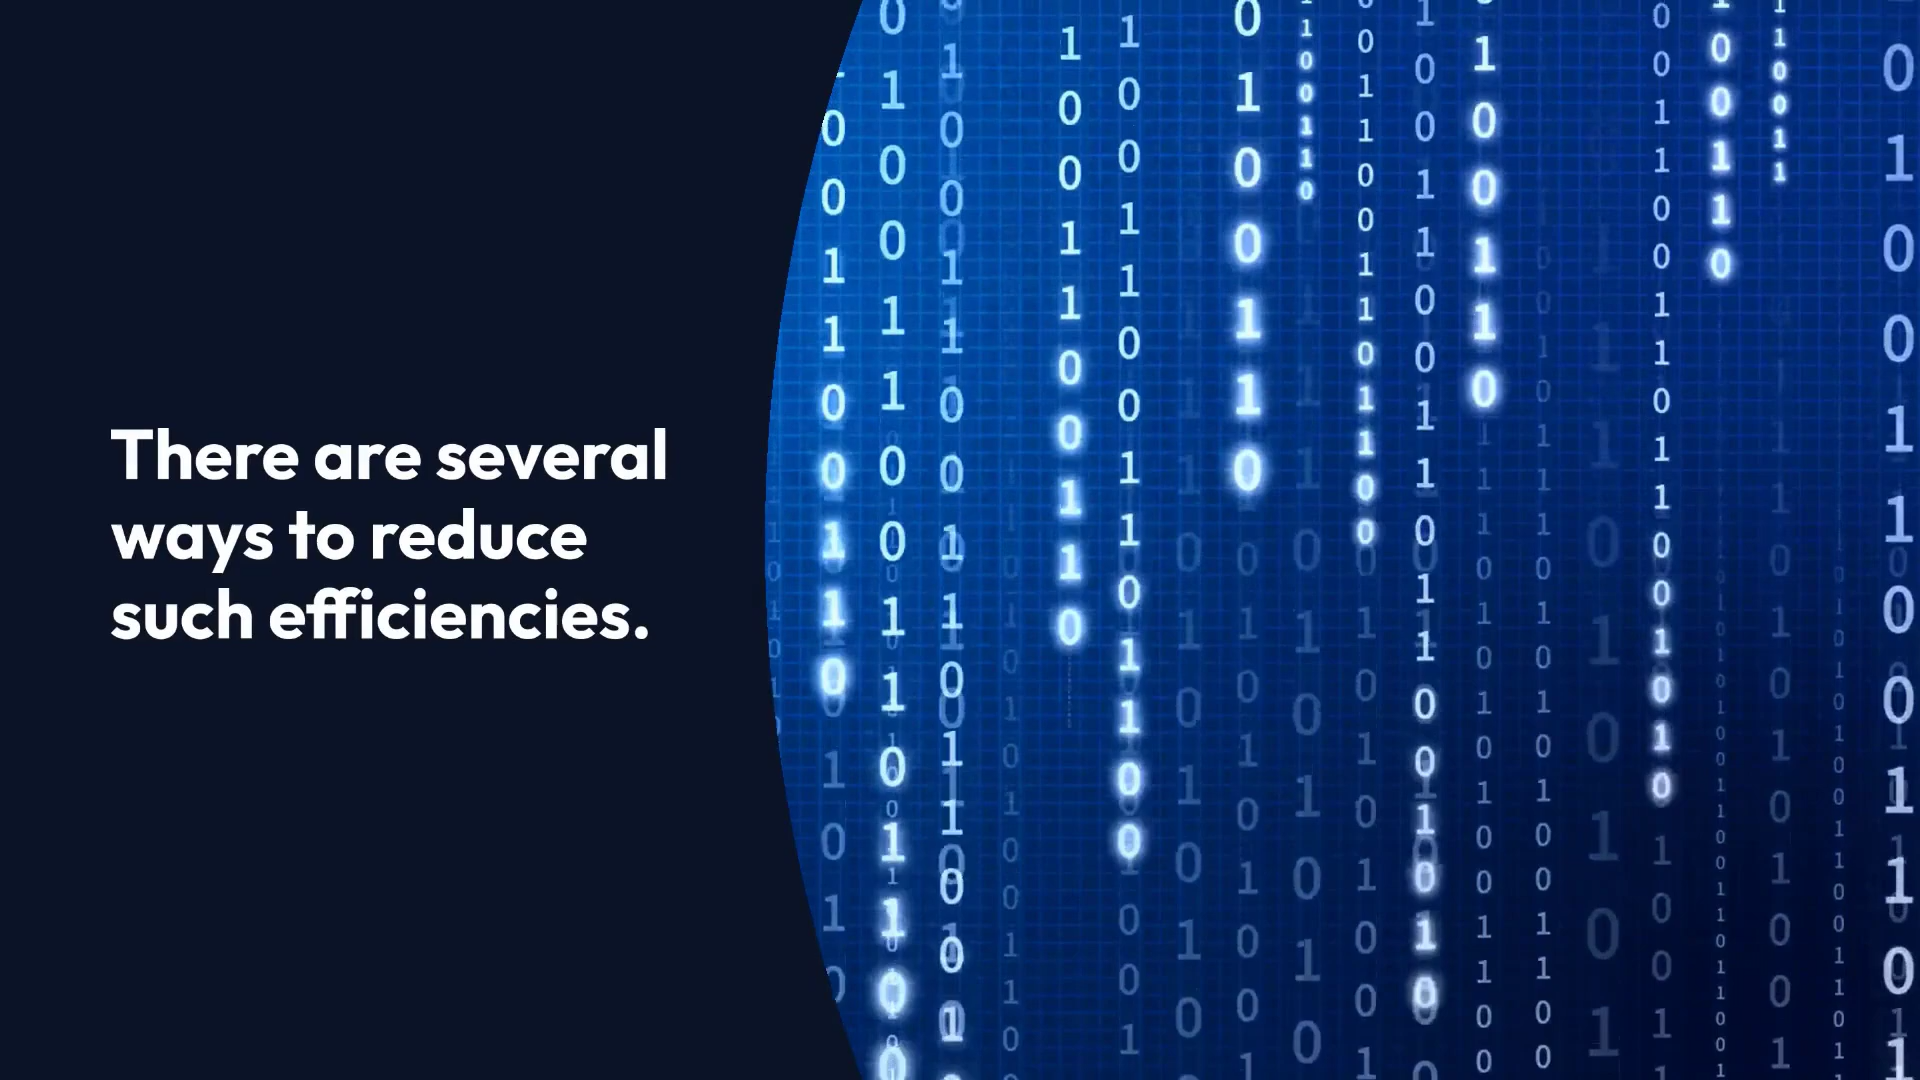 There are several
ways to reduce
such efficiencies.